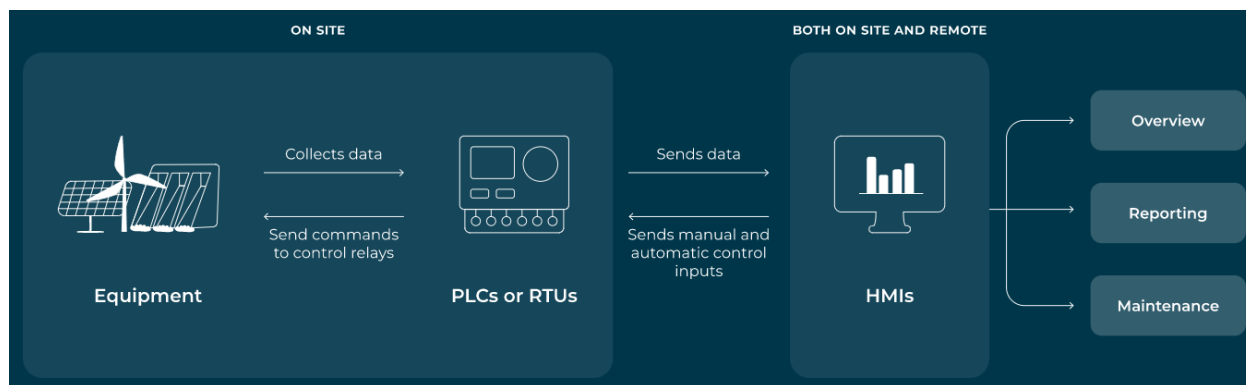 ON SITE
BOTH ON SITE AND REMOTE
Collects data
Send commands
to control relays
Equipment
PLCs or RTUs
Sends data
Sends manual and
automatic control
inputs
HMIs
Overview
Reporting
Maintenance